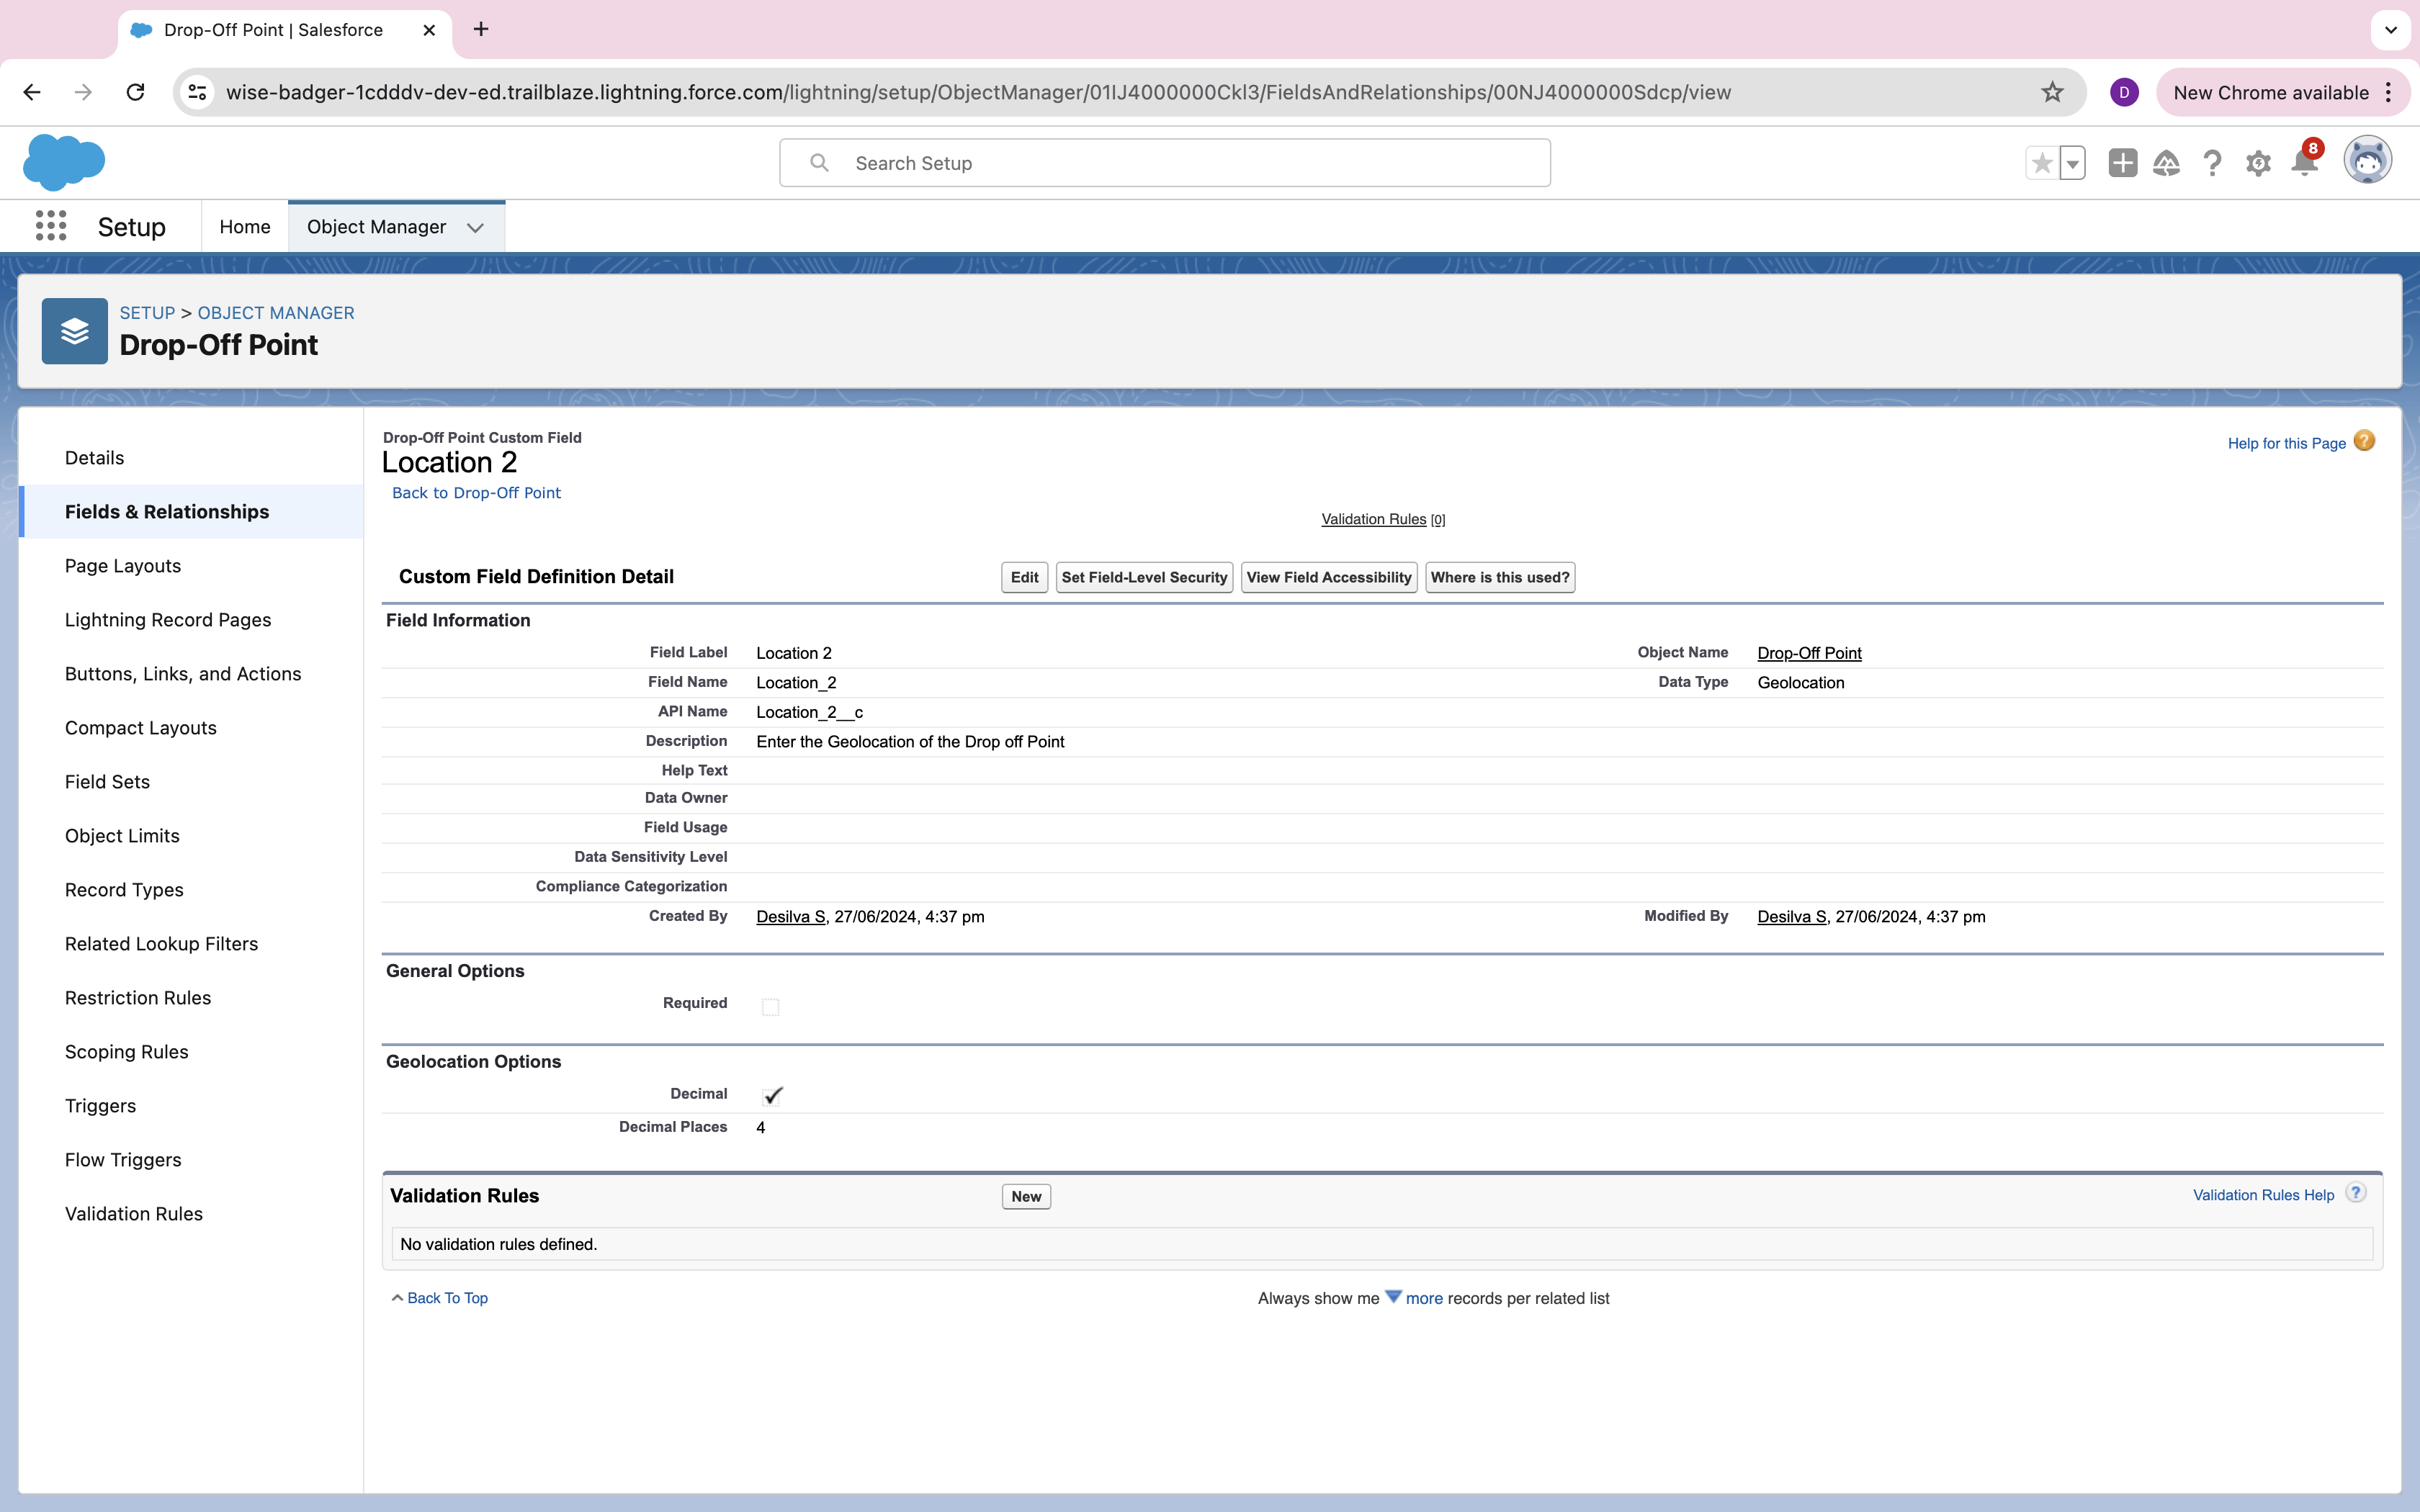 Drop-Off Point | Salesforce
wise-badger-1cdddv-dev-ed.trailblaze.lightning.force.com/lightning/setup/ObjectManager/01IJ4000000Ckl3/FieldsAndRelationships/00NJ4000000Sdcp/view
D
New Chrome available
Search Setup
8
Setup
Home
Object Manager
SETUP > OBJECT MANAGER
Drop-Off Point
Details
Fields & Relationships
Page Layouts
Lightning Record Pages
Buttons, Links, and Actions
Compact Layouts
Field Sets
Object Limits
Record Types
Related Lookup Filters
Restriction Rules
Scoping Rules
Triggers
Flow Triggers
Validation Rules
Drop-Off Point Custom Field
Location 2
Help for this Page ?
Back to Drop-Off Point
Validation Rules [0]
Custom Field Definition Detail
Edit Set Field-Level Security View Field Accessibility Where is this used?
Field Information
Field Label Location 2 Object Name Drop-Off Point
Field Name Location_2 Data Type Geolocation
API Name Location_2__c
Description Enter the Geolocation of the Drop off Point
Help Text
Data Owner
Field Usage
Data Sensitivity Level
Compliance Categorization
Created By Desilva S, 27/06/2024, 4:37 pm Modified By Desilva S, 27/06/2024, 4:37 pm
General Options
Required
Geolocation Options
Decimal
Decimal Places 4
Validation Rules New Validation Rules Help ?
No validation rules defined.
Back To Top Always show me more records per related list